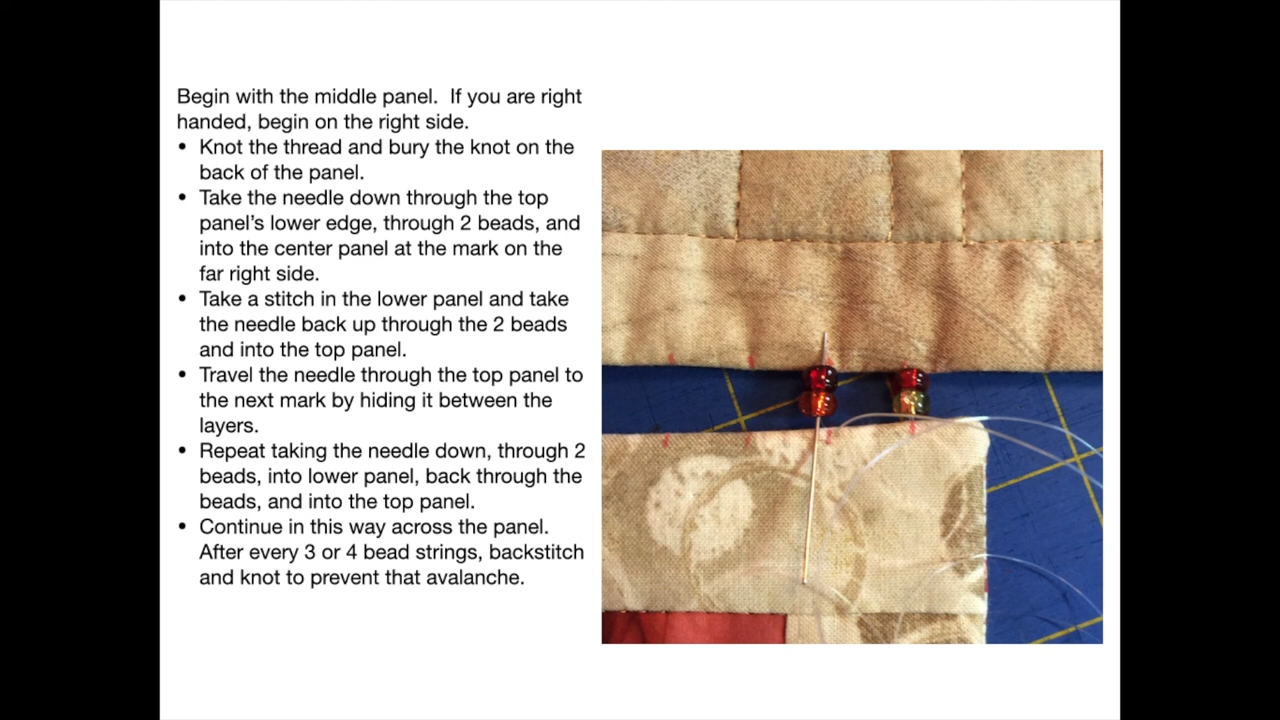 Begin with the middle panel.  If you are right
handed, begin on the right side.
• Knot the thread and bury the knot on the
back of the panel.
• Take the needle down through the top
panel's lower edge, through 2 beads, and
into the center panel at the mark on the
far right side.
• Take a stitch in the lower panel and take
the needle back up through the 2 beads
and into the top panel.
• Travel the needle through the top panel to
the next mark by hiding it between the
layers.
• Repeat taking the needle down, through 2
beads, into lower panel, back through the
beads, and into the top panel.
• Continue in this way across the panel.
After every 3 or 4 bead strings, backstitch
and knot to prevent that avalanche.